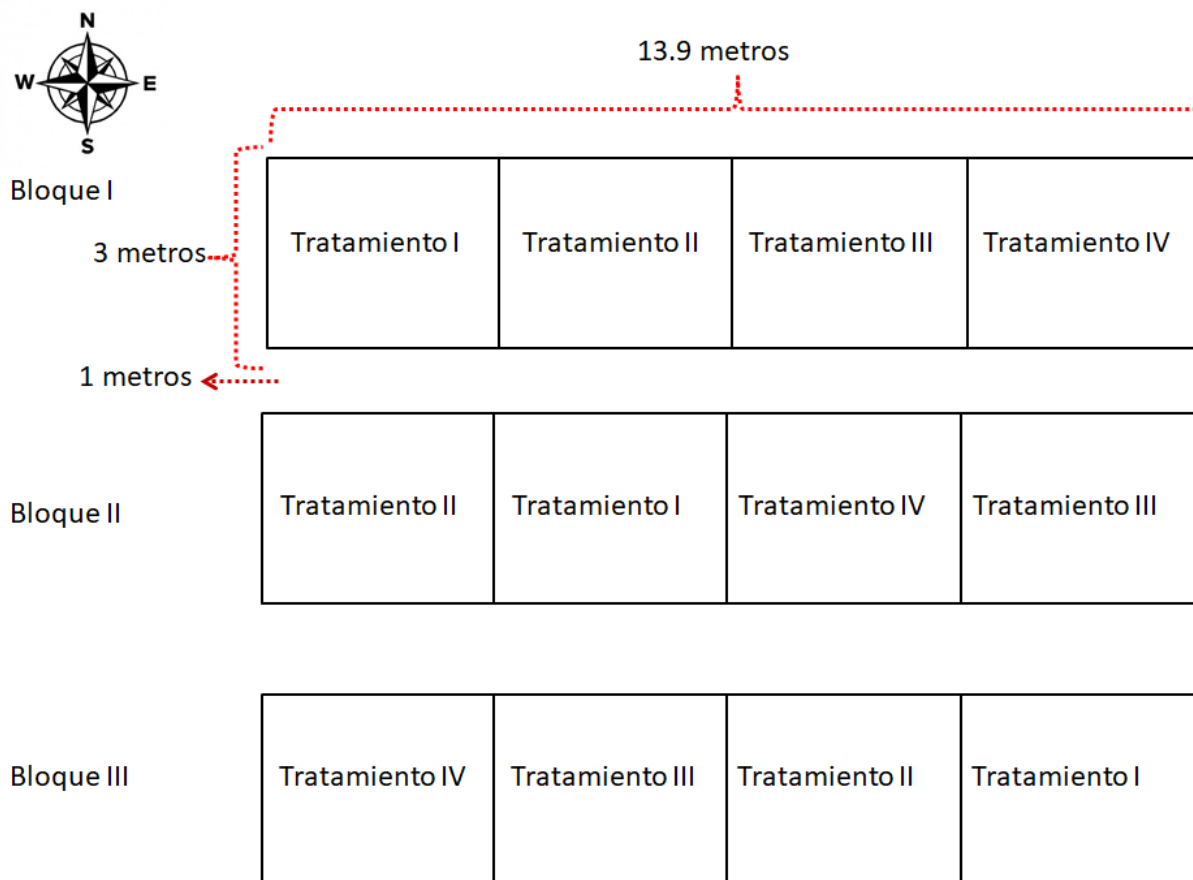 N
W E
S
13.9 metros
Bloque I
3 metros
Tratamiento I Tratamiento II Tratamiento III Tratamiento IV
1 metros
Bloque II
Tratamiento II Tratamiento I Tratamiento IV Tratamiento III
Bloque III
Tratamiento IV Tratamiento III Tratamiento II Tratamiento I